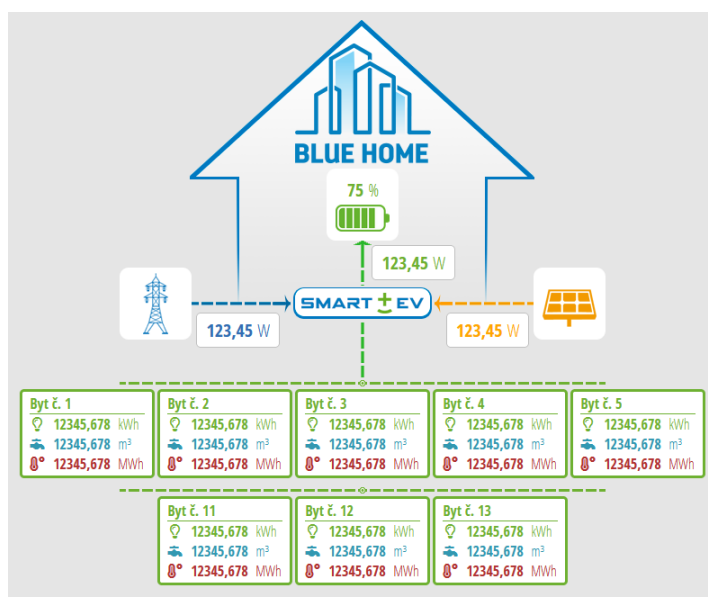 BLUE HOME
75 %
123,45 W
SMART ± EV
123,45 W
123,45 W
Byt č. 1
12345,678 kWh
12345,678 m³
12345,678 MWh
Byt č. 2
12345,678 kWh
12345,678 m³
12345,678 MWh
Byt č. 3
12345,678 kWh
12345,678 m³
12345,678 MWh
Byt č. 4
12345,678 kWh
12345,678 m³
12345,678 MWh
Byt č. 5
12345,678 kWh
12345,678 m³
12345,678 MWh
Byt č. 11
12345,678 kWh
12345,678 m³
12345,678 MWh
Byt č. 12
12345,678 kWh
12345,678 m³
12345,678 MWh
Byt č. 13
12345,678 kWh
12345,678 m³
12345,678 MWh